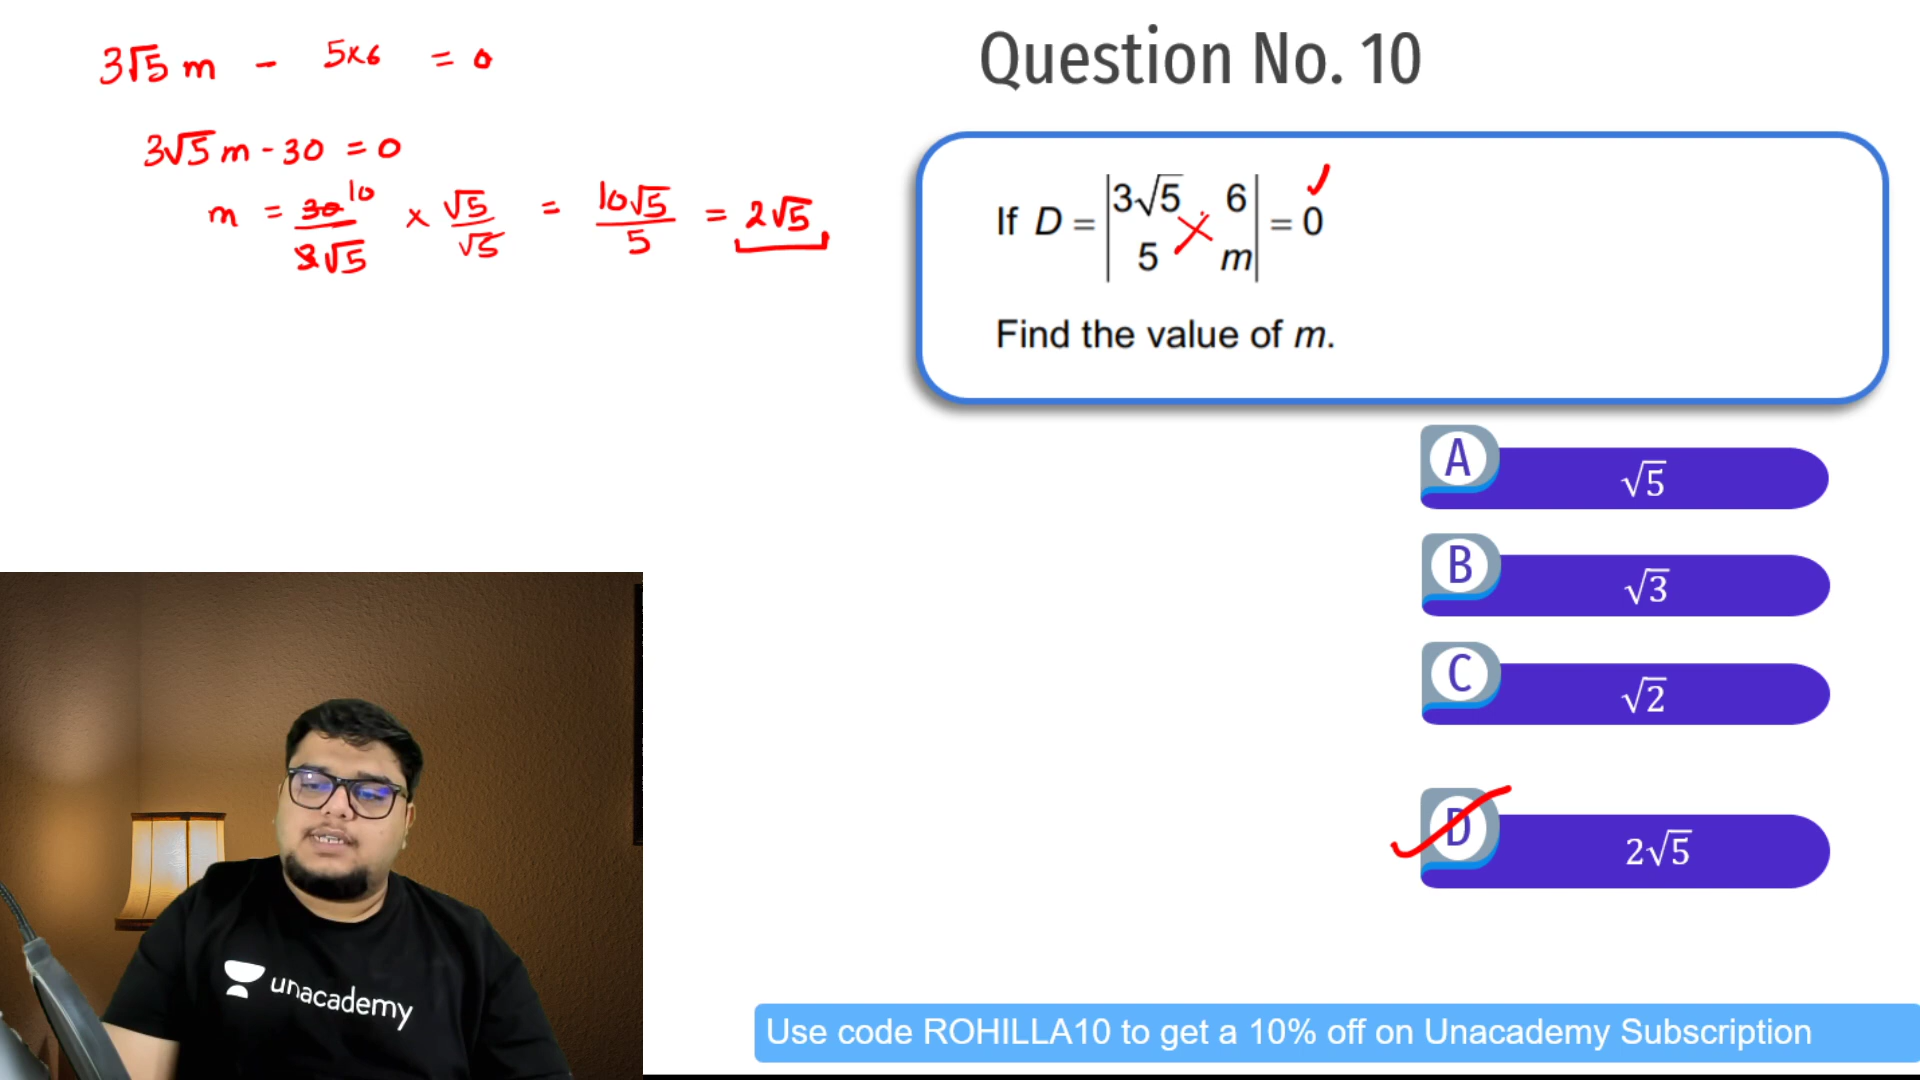 3√5 m - 5×6 = 0
3√5 m - 30 = 0
m = 30 10 / 3√5 × √5/√5 = 10√5/5 = 2√5
Question No. 10
If D = |3√5 6|
|5 m| = 0
Find the value of m.
A √5
B √3
C √2
D 2√5
unacademy
Use code ROHILLA10 to get a 10% off on Unacademy Subscription